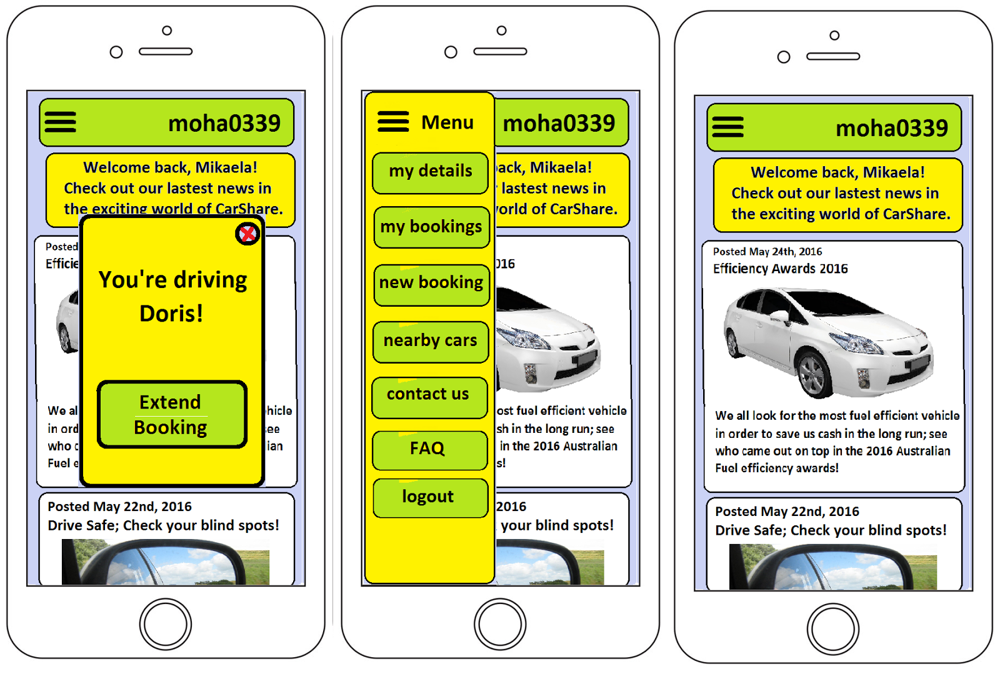 moha0339
Welcome back, Mikaela!
Check out our lastest news in
the exciting world of CarShare.
Posted
Efficie
You're driving
Doris!
Extend
Booking
We al
hicle
in ord
see
who c
ian
Fuel e
Posted May 22nd, 2016
Drive Safe; Check your blind spots!
Menu
moha0339
my details
ack, Mikaela!
lastest news in
orld of CarShare.
my bookings
016
new booking
nearby cars
contact us
ost fuel efficient vehicle
sh in the long run; see
in the 2016 Australian
s!
FAQ
logout
2016
your blind spots!
moha0339
Welcome back, Mikaela!
Check out our lastest news in
the exciting world of CarShare.
Posted May 24th, 2016
Efficiency Awards 2016
We all look for the most fuel efficient vehicle
in order to save us cash in the long run; see
who came out on top in the 2016 Australian
Fuel efficiency awards!
Posted May 22nd, 2016
Drive Safe; Check your blind spots!